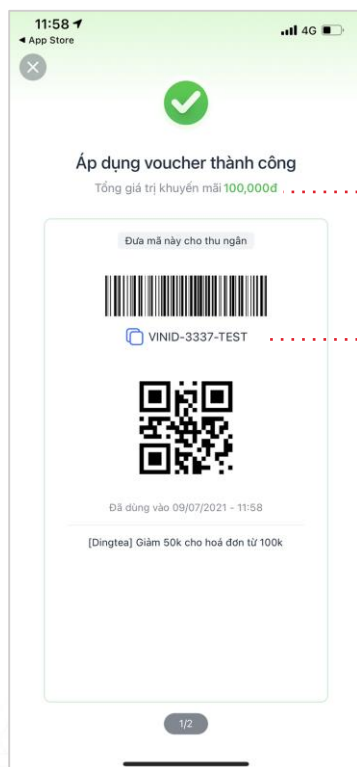 11:58
4G
App Store
Áp dụng voucher thành công
Tổng giá trị khuyến mãi 100,000đ
Đưa mã này cho thu ngân
VINID-3337-TEST
Đã dùng vào 09/07/2021 - 11:58
[Dingtea] Giảm 50k cho hoá đơn từ 100k
1/2